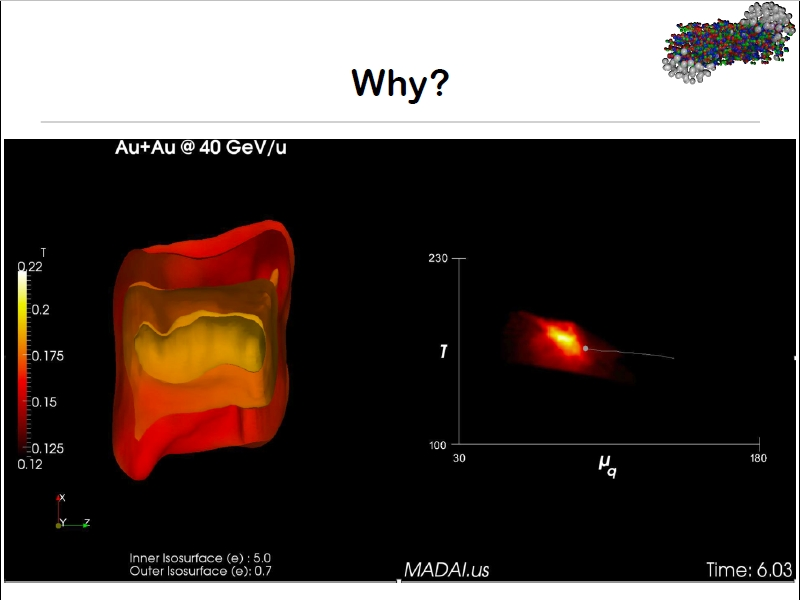 Why?
Au+Au @ 40 GeV/u
T
0.22
0.2
0.175
0.15
0.125
0.12
X
Y Z
Inner Isosurface (e) : 5.0
Outer Isosurface (e): 0.7
230
T
100
30
180
μq
MADAI.us
Time: 6.03